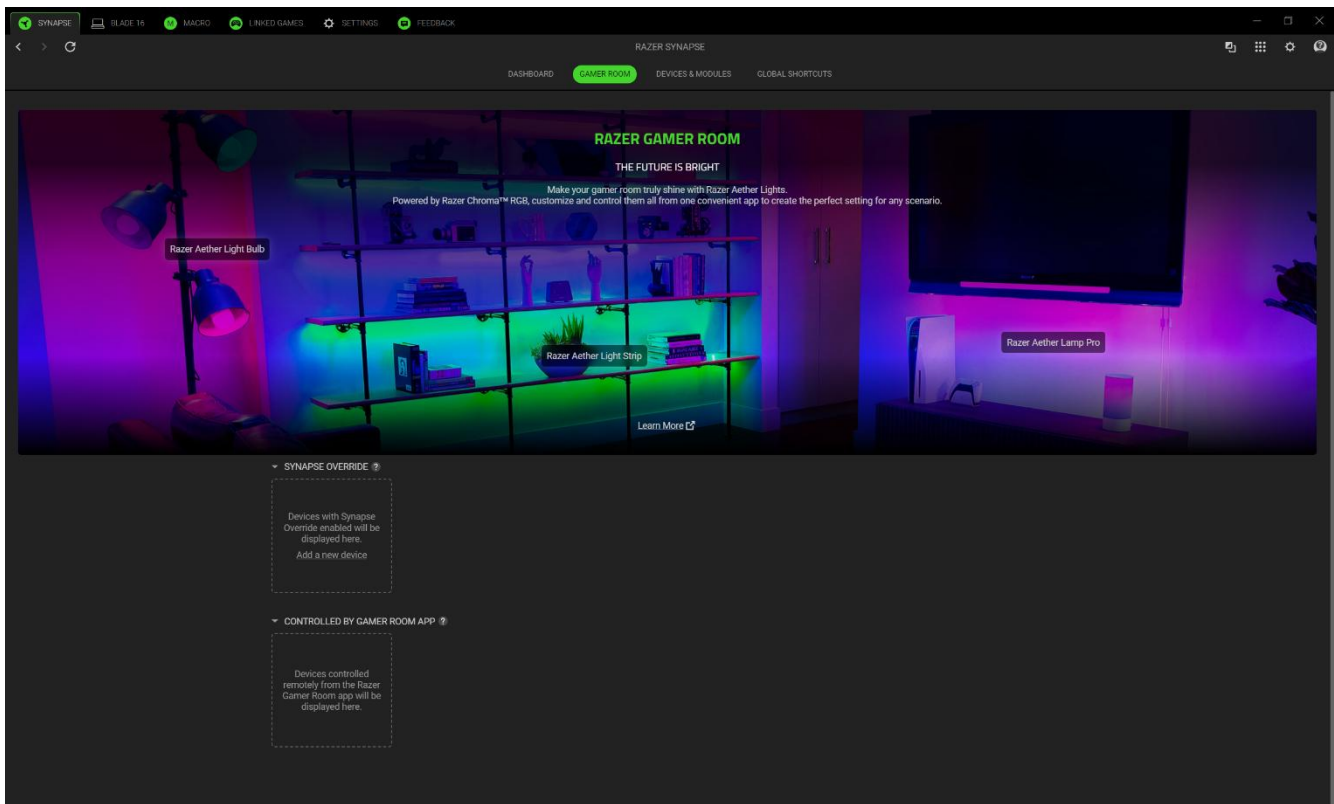 SYNAPSE
BLADE 16
MACRO
LINKED GAMES
SETTINGS
FEEDBACK
RAZER SYNAPSE
DASHBOARD
GAMER ROOM
DEVICES & MODULES
GLOBAL SHORTCUTS
RAZER GAMER ROOM
THE FUTURE IS BRIGHT
Make your gamer room truly shine with Razer Aether Lights.
Powered by Razer Chroma™ RGB, customize and control them all from one convenient app to create the perfect setting for any scenario.
Razer Aether Light Bulb
Razer Aether Light Strip
Razer Aether Lamp Pro
Learn More
SYNAPSE OVERRIDE ?
Devices with Synapse
Override enabled will be
displayed here.
Add a new device
CONTROLLED BY GAMER ROOM APP ?
Devices controlled
remotely from the Razer
Gamer Room app will be
displayed here.